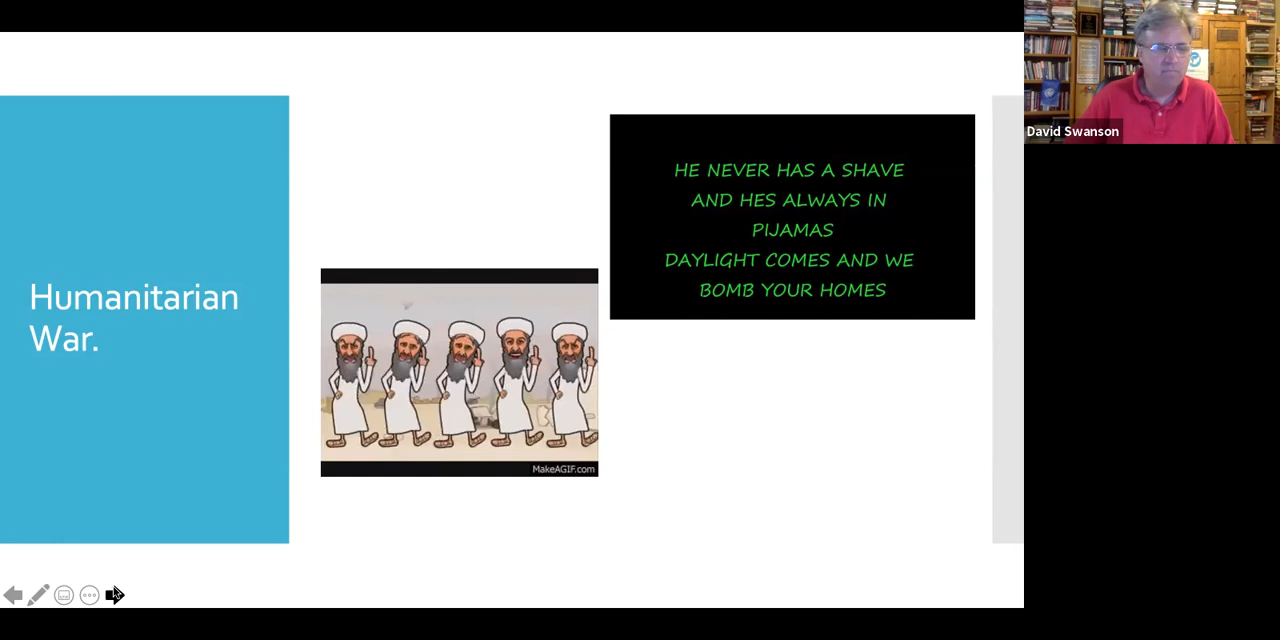 Humanitarian
War.
HE NEVER HAS A SHAVE
AND HES ALWAYS IN
PIJAMAS
DAYLIGHT COMES AND WE
BOMB YOUR HOMES
MakeAGIF.com
David Swanson